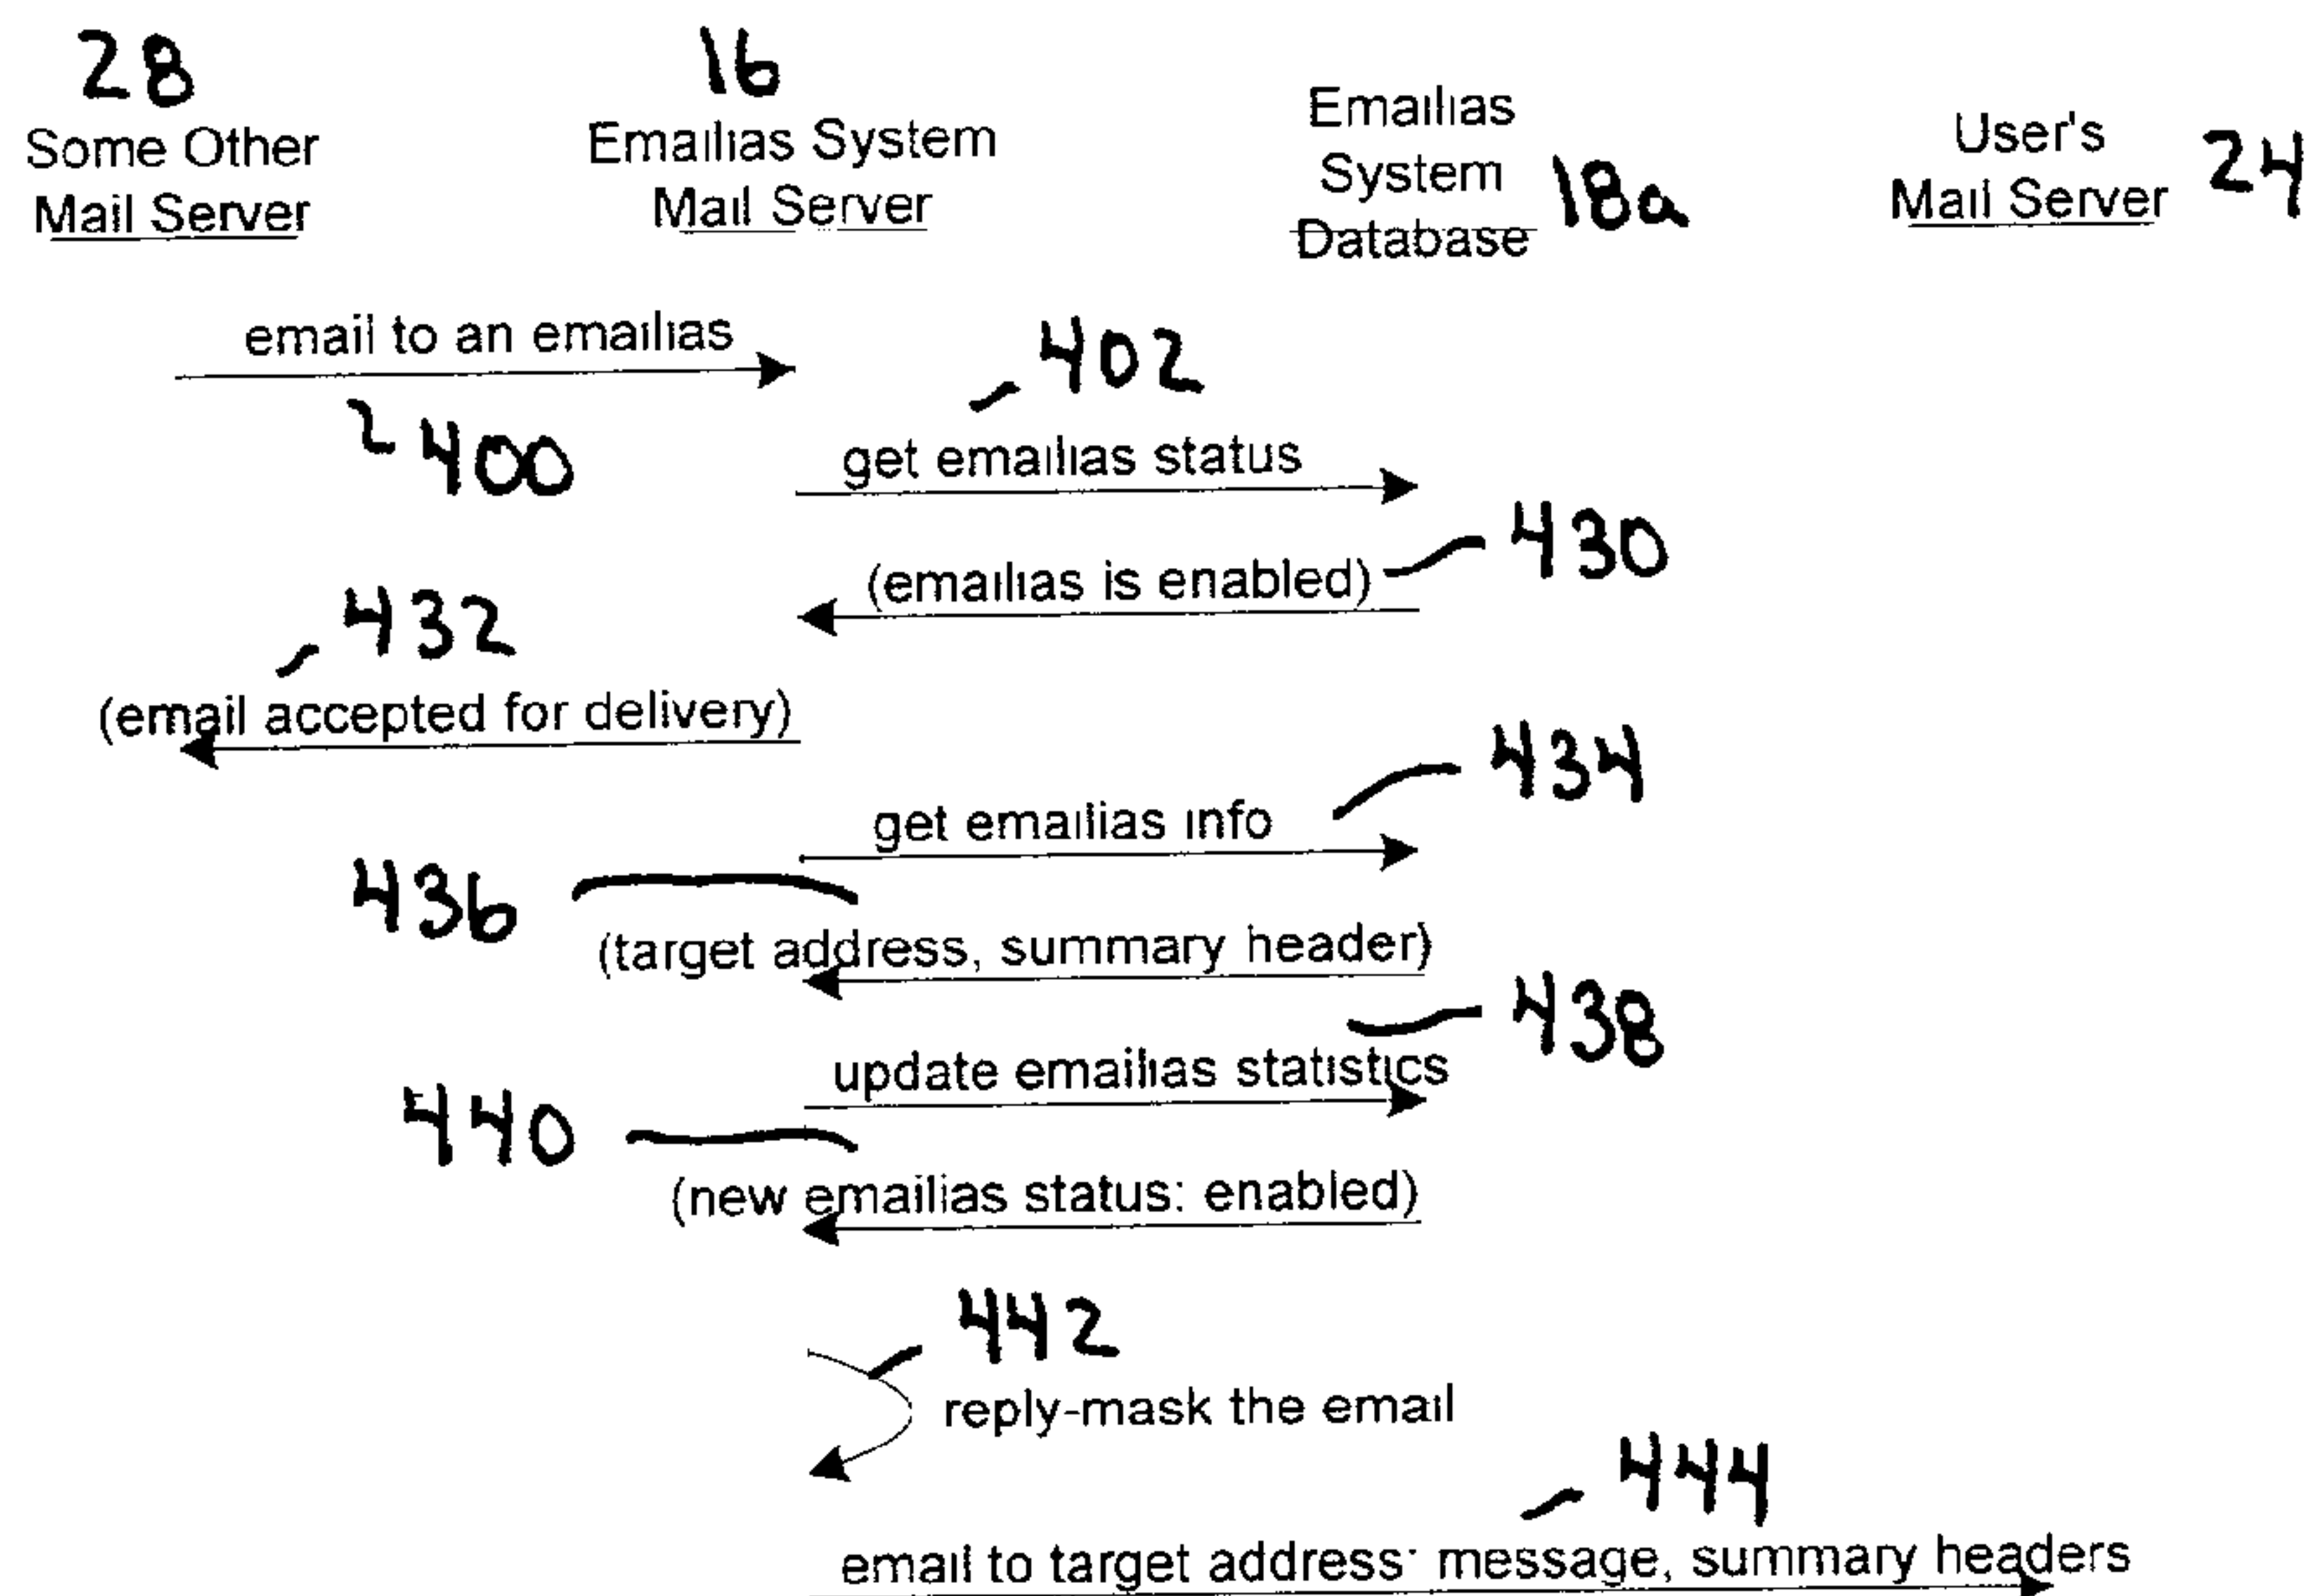 28
Some Other
Mail Server
16
Emailias System
Mail Server
Emailias
System
Database
18a
User's
Mail Server
24
email to an emailias
400
402
get emailias status
430
(emailias is enabled)
432
(email accepted for delivery)
434
get emailias info
436
(target address, summary header)
438
update emailias statistics
440
(new emailias status: enabled)
442
reply-mask the email
444
email to target address: message, summary headers